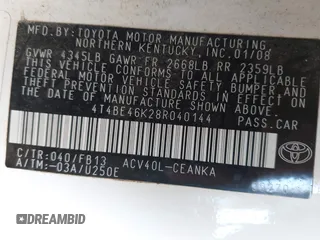 MFD. BY: TOYOTA MOTOR MANUFACTURING
NORTHERN KENTUCKY, INC. 01/08
GVWR 4345LB GAWR FR 2668LB RR 2359LB
THIS VEHICLE CONFORMS TO ALL APPLICABLE
FEDERAL MOTOR VEHICLE SAFETY, BUMPER, AND
THEFT PREVENTION STANDARDS IN EFFECT ON
THE DATE OF MANUFACTURE SHOWN ABOVE.
4T4BE46K28R040144
PASS. CAR
C/TR:040/FB13 ACV40L-CEANKA
A/TM:-03A/U250E
TOYOTA
© BIDCARS